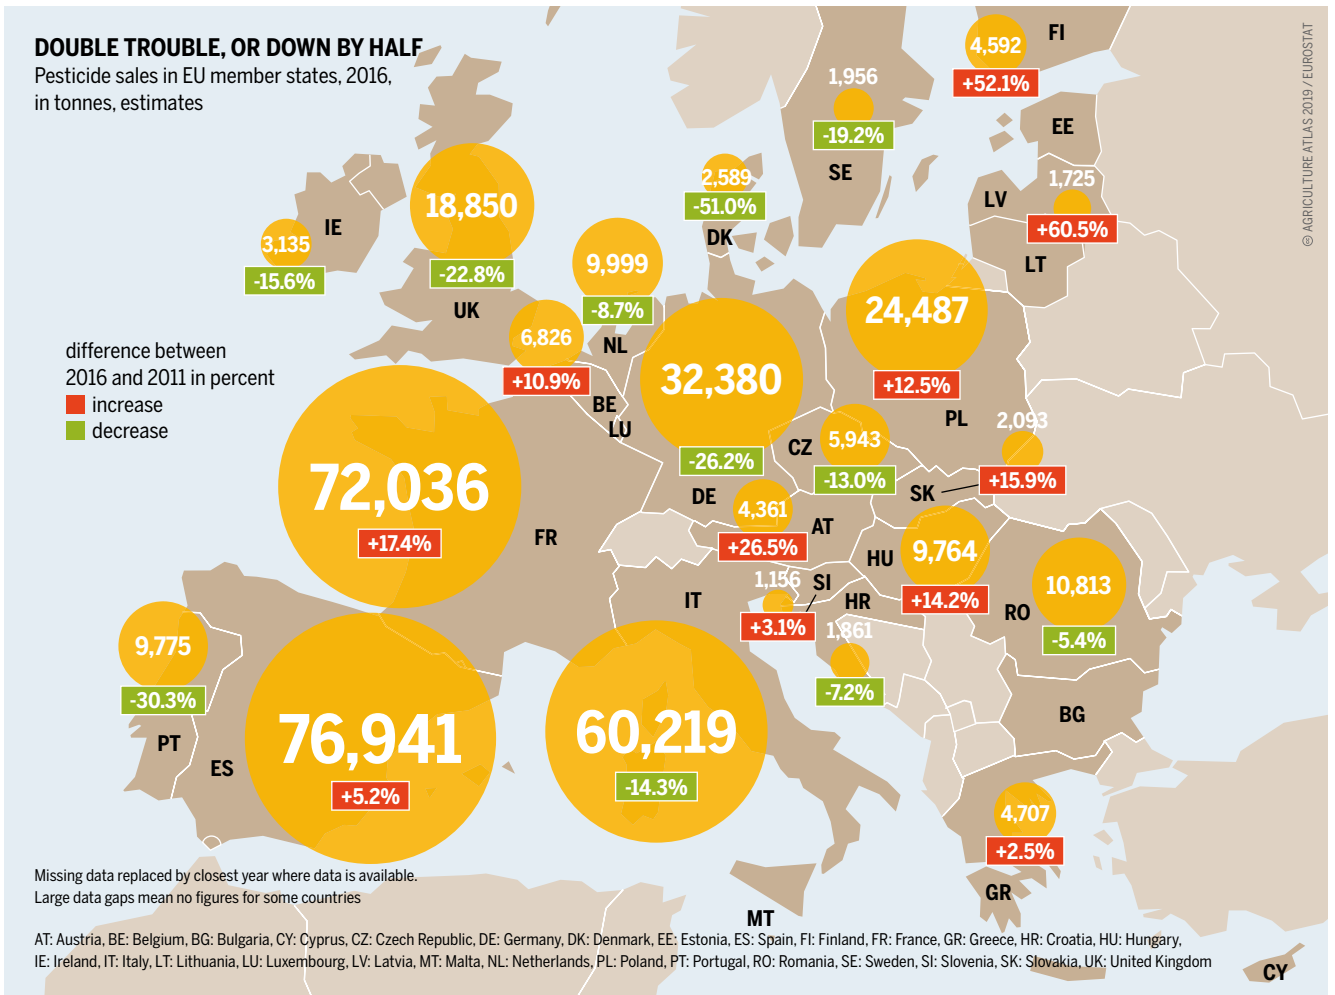 DOUBLE TROUBLE, OR DOWN BY HALF
Pesticide sales in EU member states, 2016,
in tonnes, estimates
© AGRICULTURE ATLAS 2019 / EUROSTAT
4,592
FI
+52.1%
1,956
-19.2%
SE
EE
1,725
LV
+60.5%
LT
2,589
-51.0%
DK
18,850
-22.8%
UK
IE
3,135
-15.6%
9,999
-8.7%
NL
6,826
+10.9%
BE
LU
24,487
+12.5%
PL
32,380
-26.2%
DE
difference between
2016 and 2011 in percent
increase
decrease
CZ
5,943
-13.0%
2,093
SK
+15.9%
72,036
+17.4%
FR
4,361
AT
+26.5%
HU
9,764
+14.2%
10,813
RO
-5.4%
1,156
SI
IT
+3.1%
HR
1,861
-7.2%
9,775
-30.3%
PT
ES
76,941
+5.2%
60,219
-14.3%
BG
4,707
+2.5%
GR
MT
CY
Missing data replaced by closest year where data is available.
Large data gaps mean no figures for some countries
AT: Austria, BE: Belgium, BG: Bulgaria, CY: Cyprus, CZ: Czech Republic, DE: Germany, DK: Denmark, EE: Estonia, ES: Spain, FI: Finland, FR: France, GR: Greece, HR: Croatia, HU: Hungary,
IE: Ireland, IT: Italy, LT: Lithuania, LU: Luxembourg, LV: Latvia, MT: Malta, NL: Netherlands, PL: Poland, PT: Portugal, RO: Romania, SE: Sweden, SI: Slovenia, SK: Slovakia, UK: United Kingdom